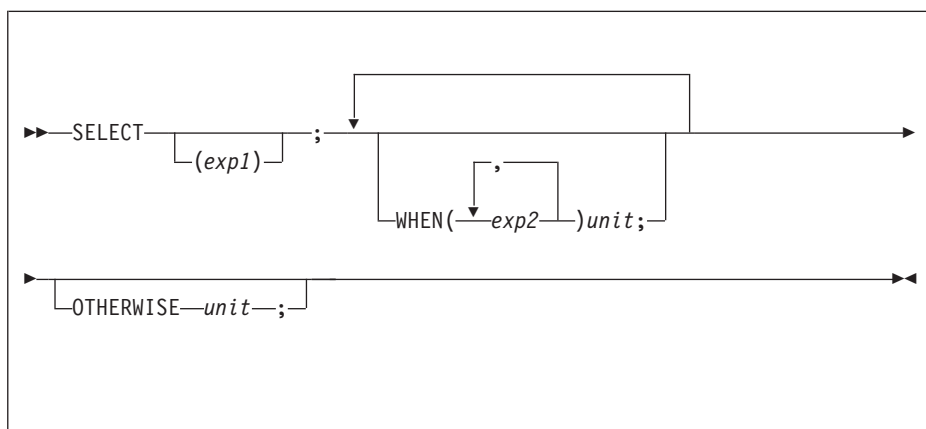 SELECT (exp1) ; WHEN( exp2 , )unit;
OTHERWISE unit ;